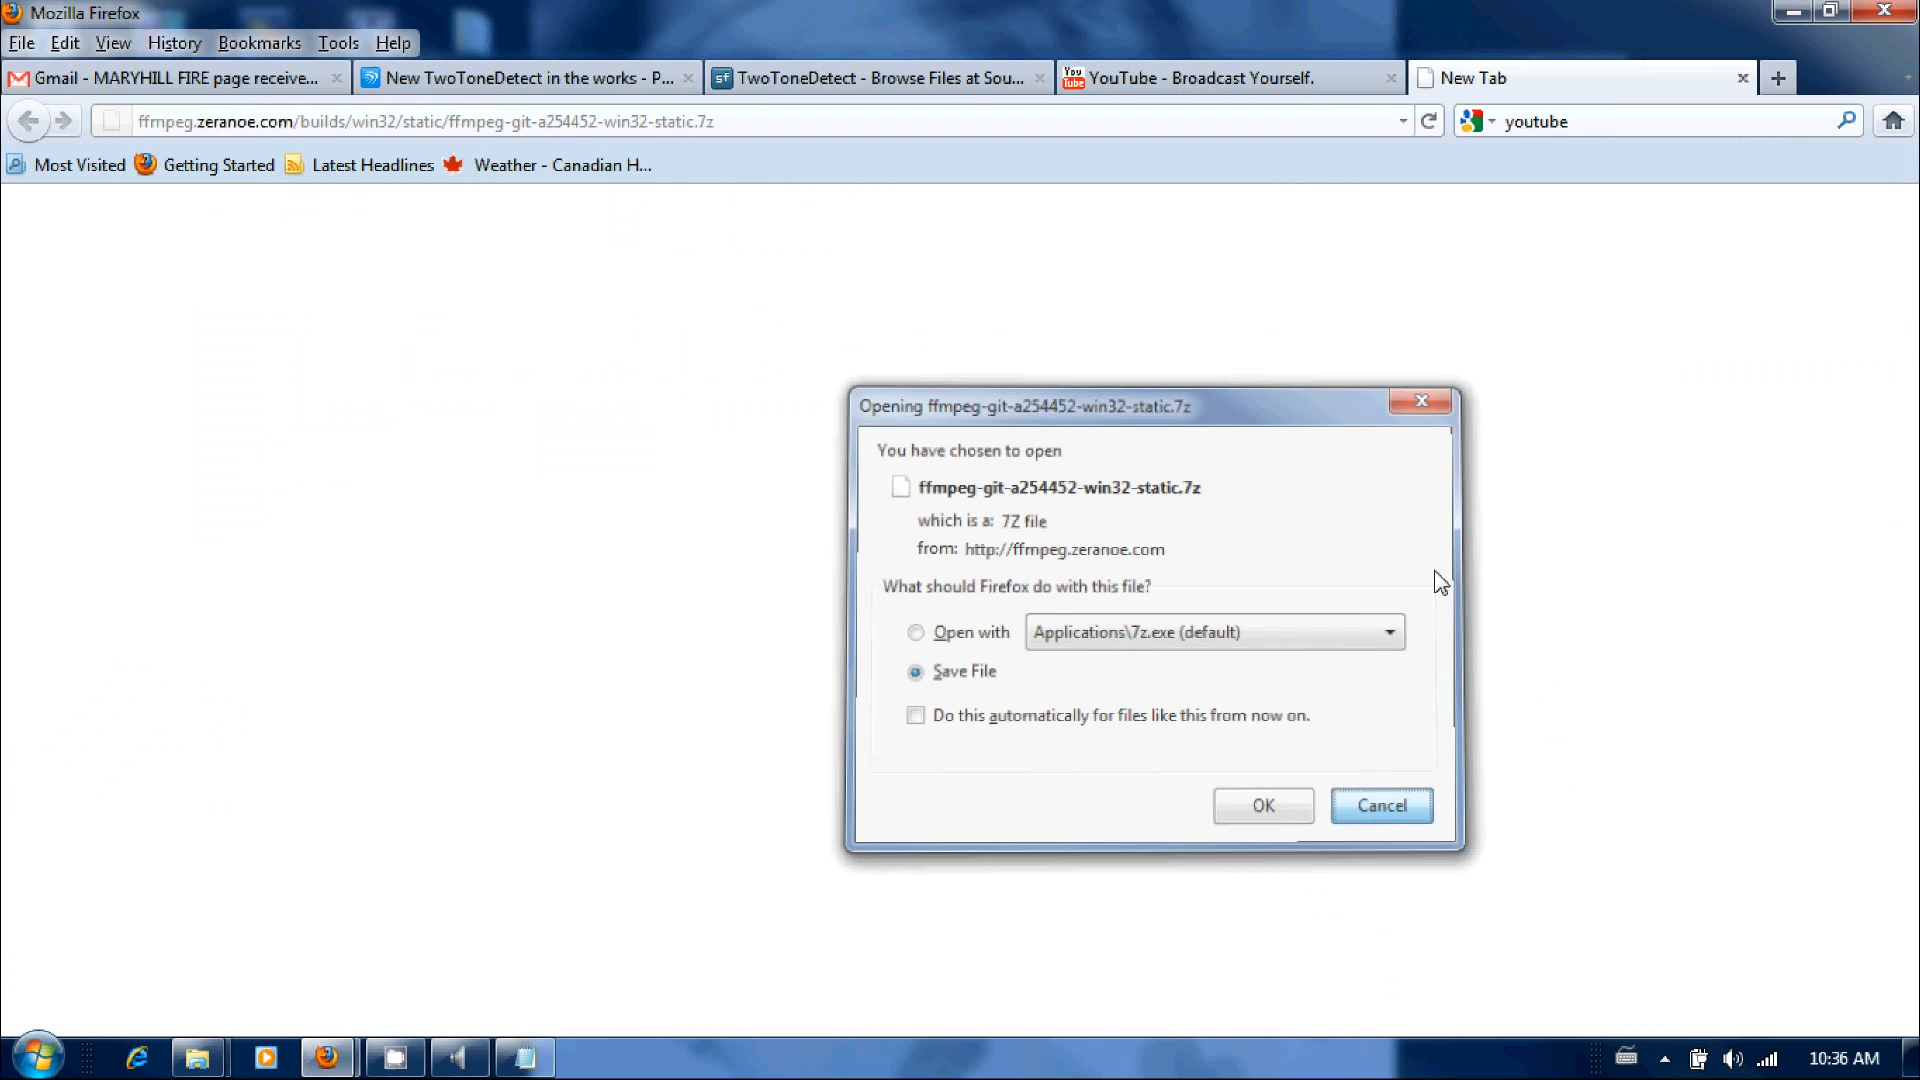 Mozilla Firefox
File Edit View History Bookmarks Tools Help
Gmail - MARYHILL FIRE page receive... New TwoToneDetect in the works - P... sf TwoToneDetect - Browse Files at Sou... You Tube YouTube - Broadcast Yourself. New Tab
ffmpeg.zeranoe.com/builds/win32/static/ffmpeg-git-a254452-win32-static.7z youtube
Most Visited Getting Started Latest Headlines Weather - Canadian H...
Opening ffmpeg-git-a254452-win32-static.7z
You have chosen to open
ffmpeg-git-a254452-win32-static.7z
which is a: 7Z file
from: http://ffmpeg.zeranoe.com
What should Firefox do with this file?
Open with Applications\7z.exe (default)
Save File
Do this automatically for files like this from now on.
OK Cancel
10:36 AM